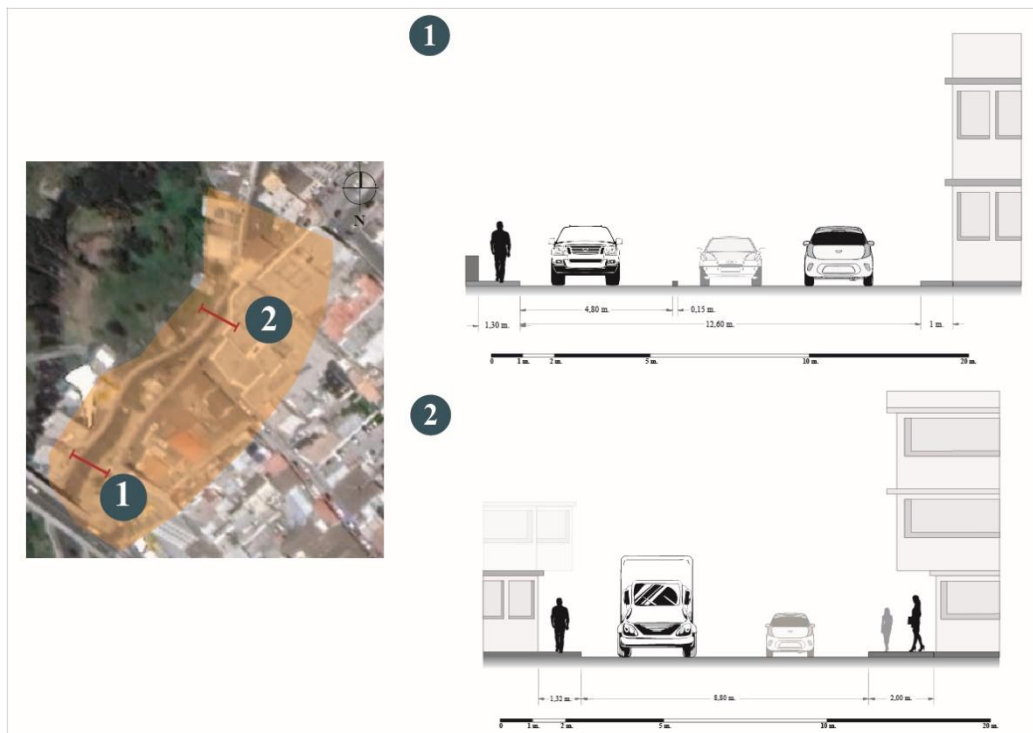 1
N
2
1
4,80 m.
0,15 m.
1,30 m.
12,60 m.
1 m.
0
1 m.
2 m.
5 m.
10 m.
20 m.
2
1,32 m.
8,80 m.
2,00 m.
0
1 m.
2 m.
5 m.
10 m.
20 m.